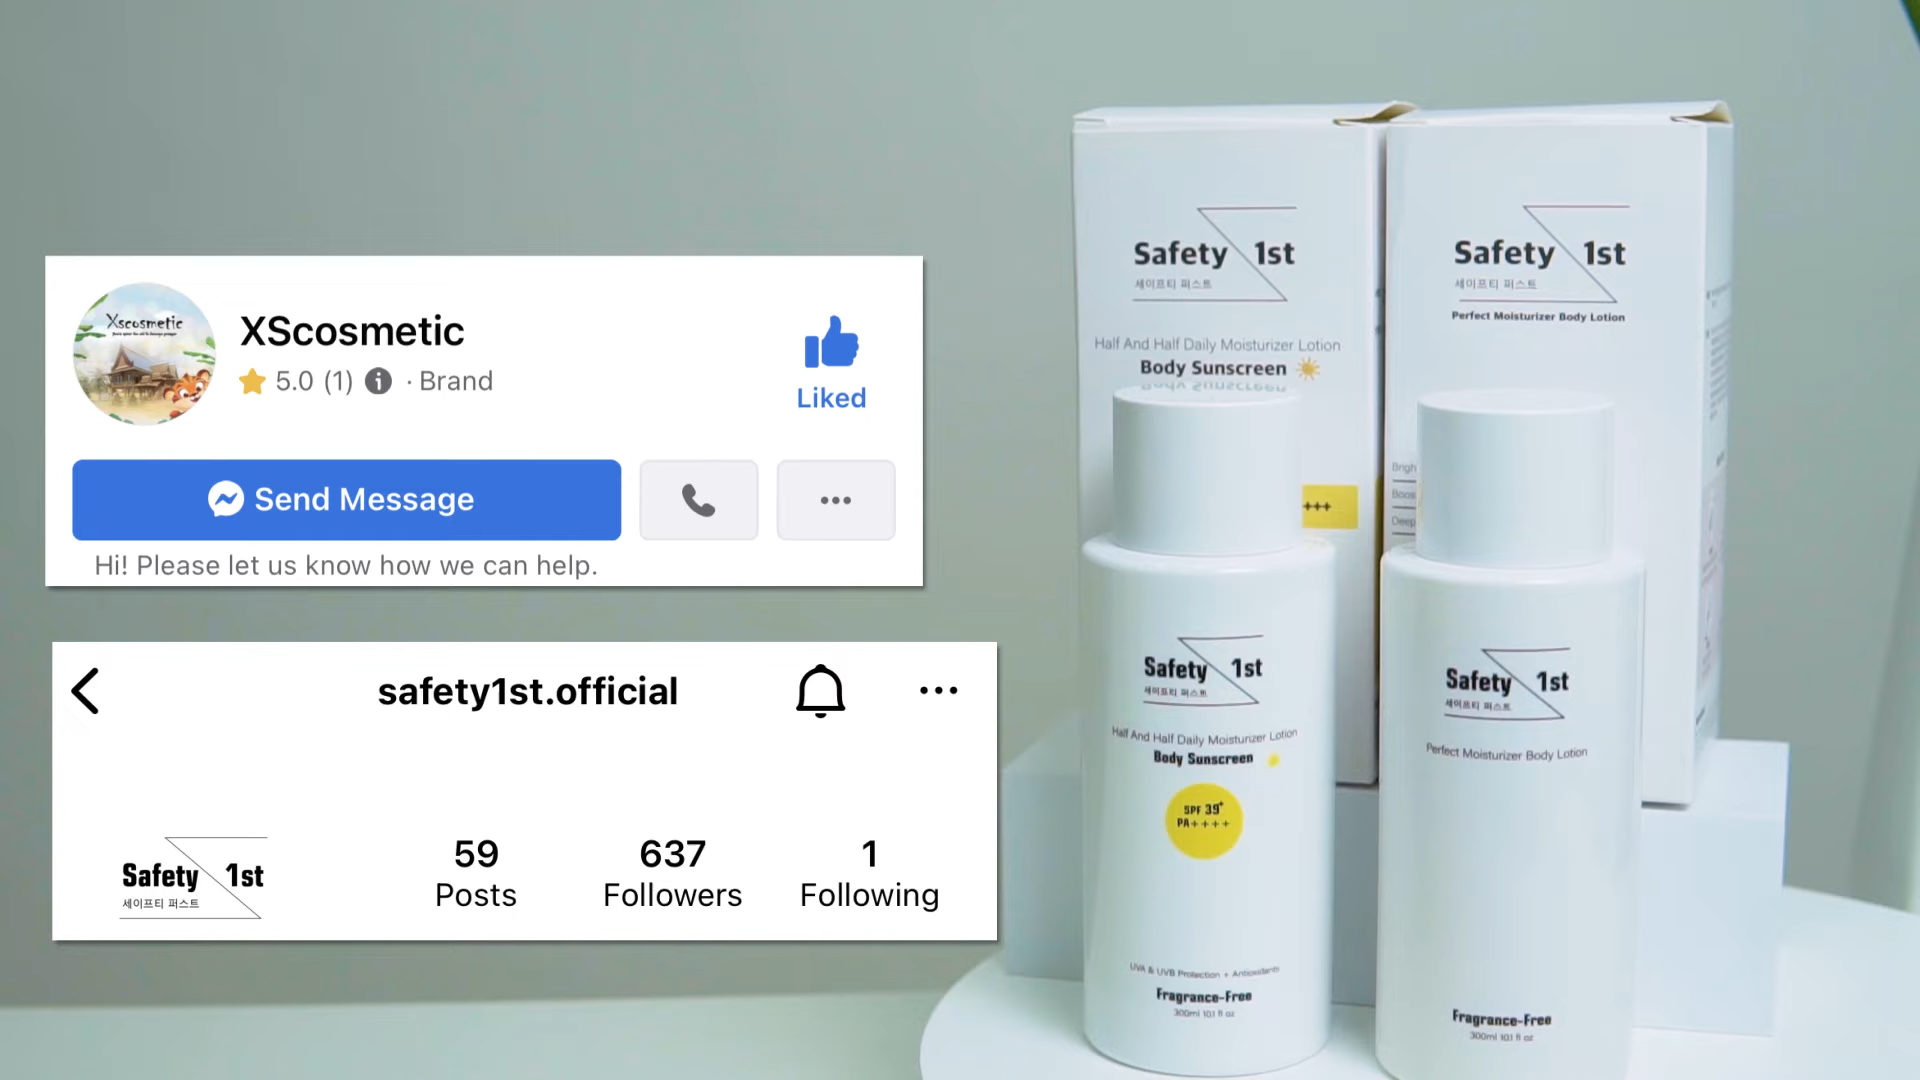 Xscosmetic
XScosmetic
5.0 (1) · Brand
Liked
Send Message
Hi! Please let us know how we can help.
safety1st.official
Safety 1st
세이프티 퍼스트
59
Posts
637
Followers
1
Following
Safety 1st
세이프티 퍼스트
Half And Half Daily Moisturizer Lotion
Body Sunscreen
+++
Safety 1st
세이프티 퍼스트
Perfect Moisturizer Body Lotion
Brigh
Boos
Deep
Safety 1st
세이프티 퍼스트
Half And Half Daily Moisturizer Lotion
Body Sunscreen
SPF 39+
PA++++
UVA & UVB Protection + Antioxidants
Fragrance-Free
300ml 10.1 fl oz
Safety 1st
세이프티 퍼스트
Perfect Moisturizer Body Lotion
Fragrance-Free
300ml 10.1 fl oz